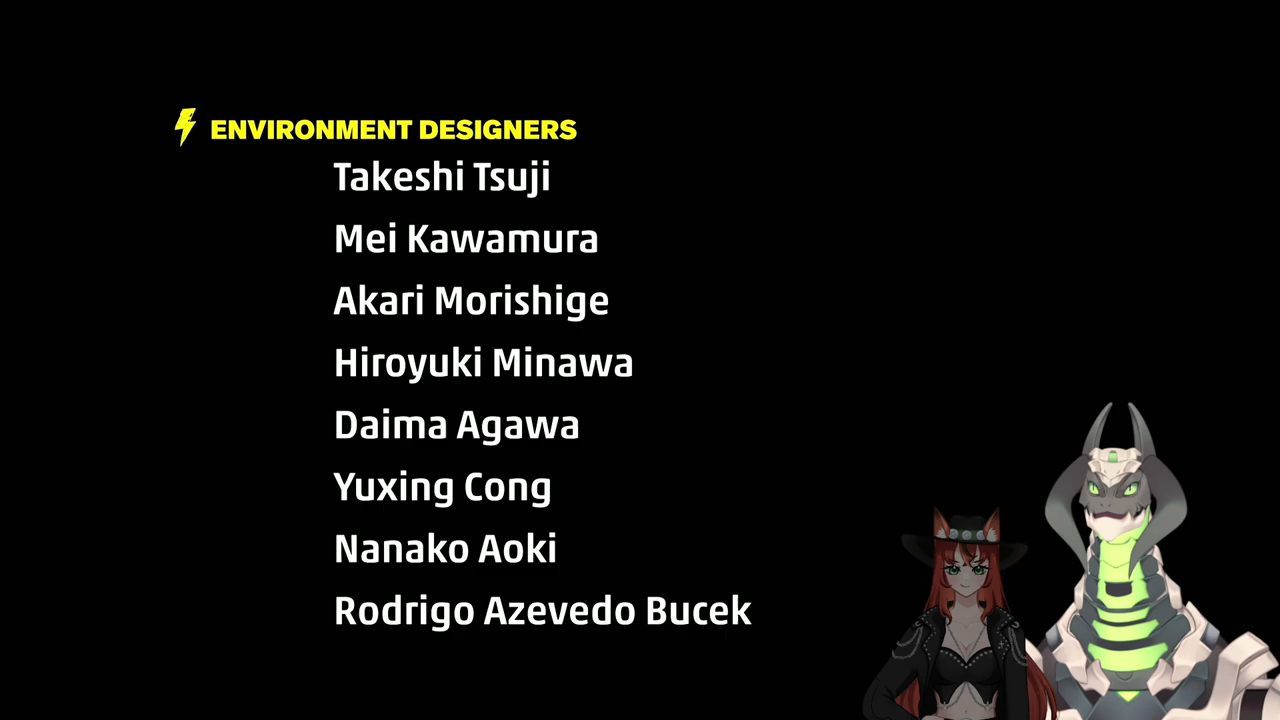 ENVIRONMENT DESIGNERS
Takeshi Tsuji
Mei Kawamura
Akari Morishige
Hiroyuki Minawa
Daima Agawa
Yuxing Cong
Nanako Aoki
Rodrigo Azevedo Bucek